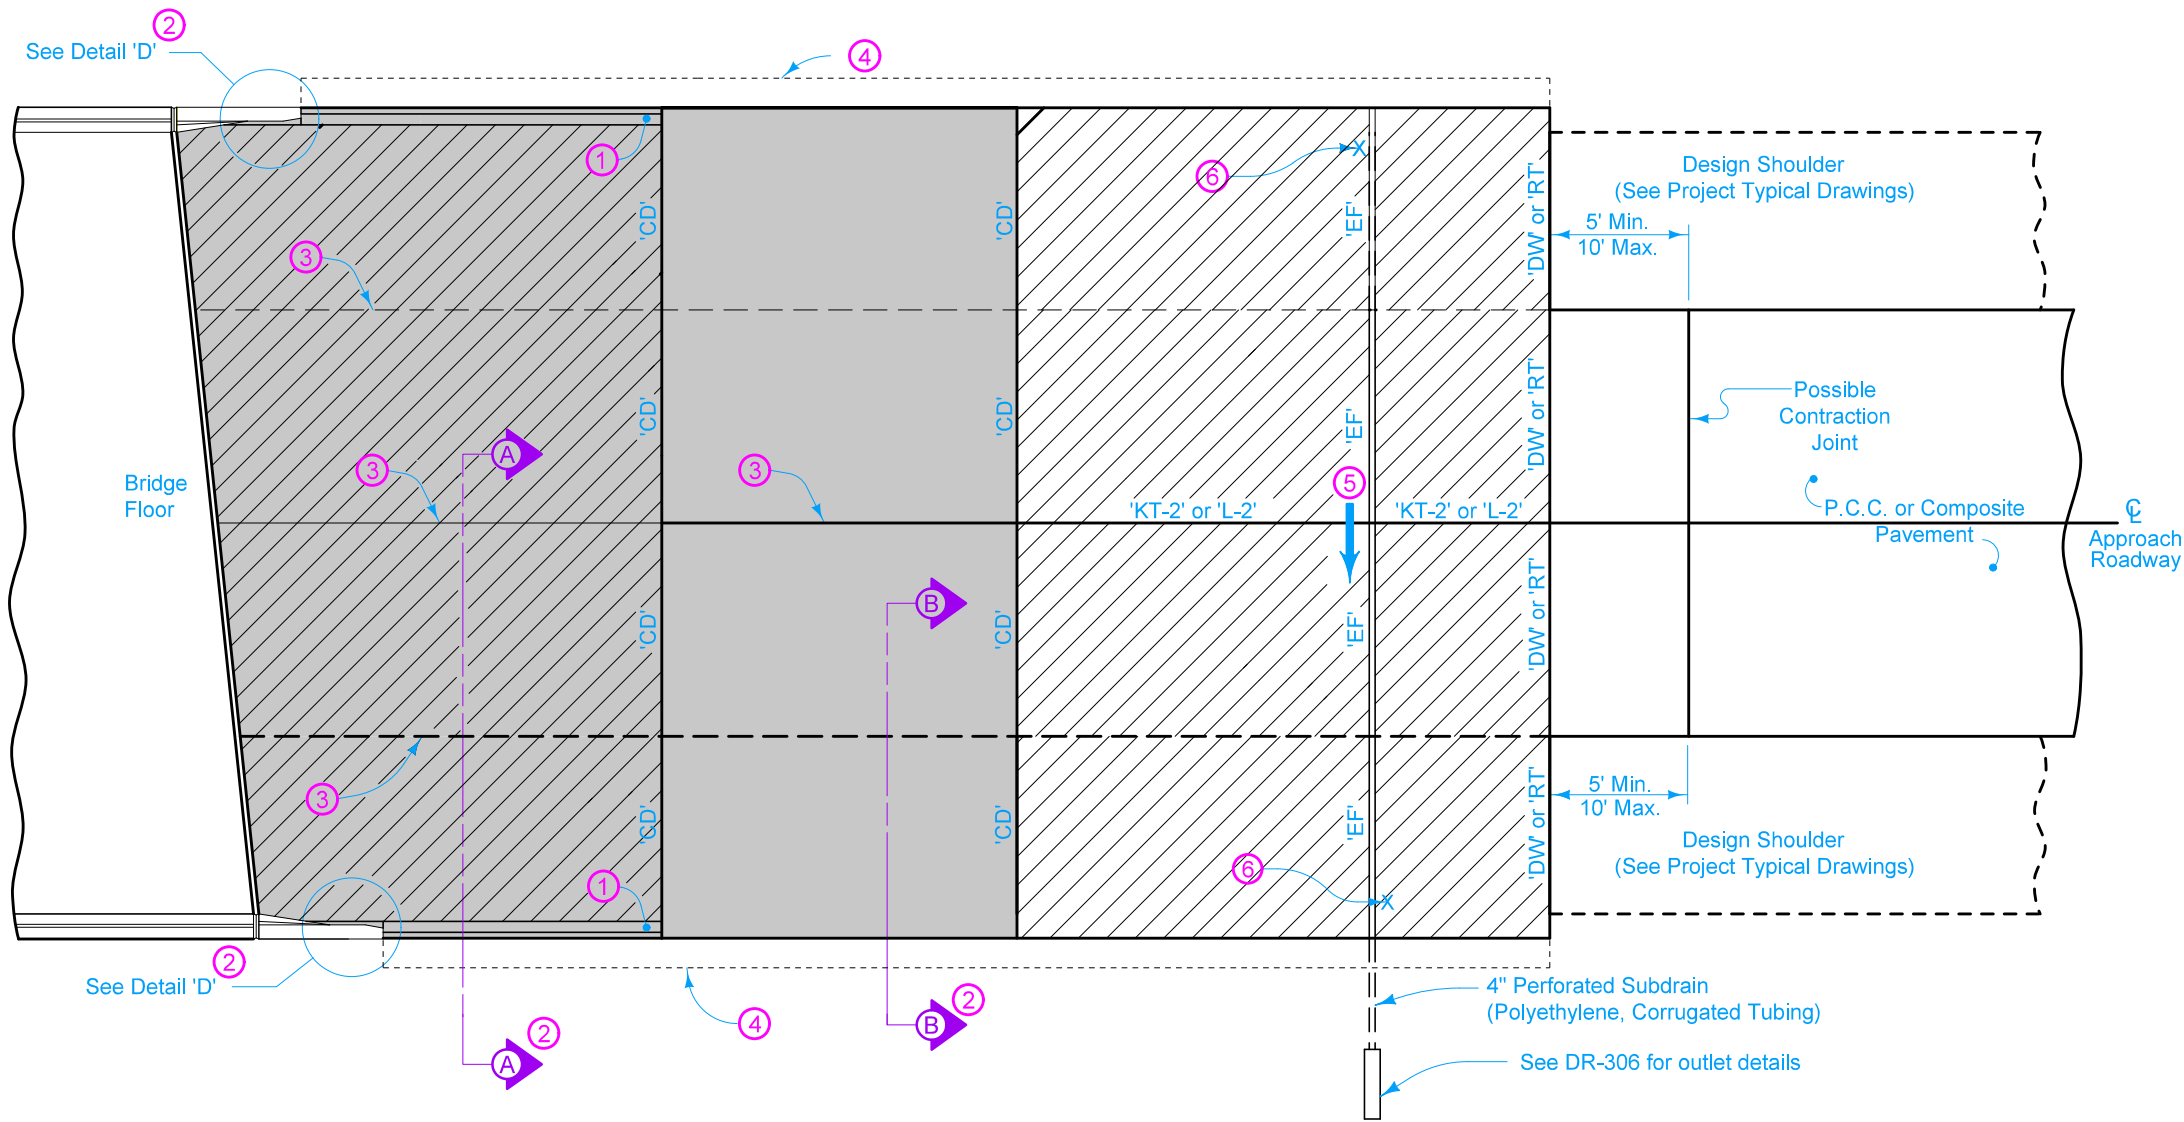 2
See Detail 'D'
4
1
6
'CD'
'CD'
'EF'
'DW' or 'RT'
Design Shoulder
(See Project Typical Drawings)
5' Min.
10' Max.
3
'CD'
'CD'
'EF'
'DW' or 'RT'
Possible
Contraction
Joint
A
3
3
5
Bridge
Floor
'KT-2' or 'L-2'
'KT-2' or 'L-2'
P.C.C. or Composite
Pavement
℄
Approach
Roadway
B
'CD'
'CD'
'EF'
'DW' or 'RT'
3
5' Min.
10' Max.
'CD'
'CD'
'EF'
'DW' or 'RT'
Design Shoulder
(See Project Typical Drawings)
1
6
2
See Detail 'D'
4
2
B
2
A
4" Perforated Subdrain
(Polyethylene, Corrugated Tubing)
See DR-306 for outlet details
X
X